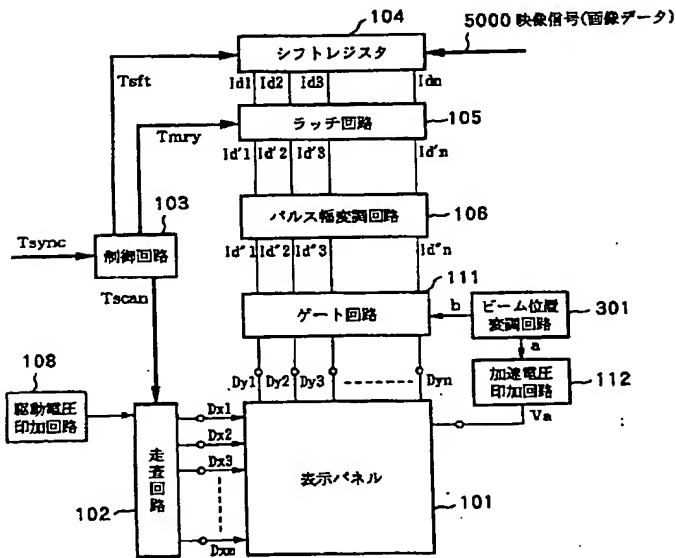 104
5000 映像信号(画像データ)
シフトレジスタ
Tsft
Id1 Id2 Id3 Idn
ラッチ回路
105
Tmry
Id'1 Id'2 Id'3 Id'n
パルス幅変調回路
106
103
Tsync
制御回路
Id"1 Id"2 Id"3 Id"n
111
Tscan
ゲート回路
b
ビーム位置
変調回路
301
a
108
Dy1 Dy2 Dy3 Dyn
加速電圧
印加回路
112
駆動電圧
印加回路
Va
Dx1
Dx2
Dx3
走査回路
表示パネル
102
101
Dxm